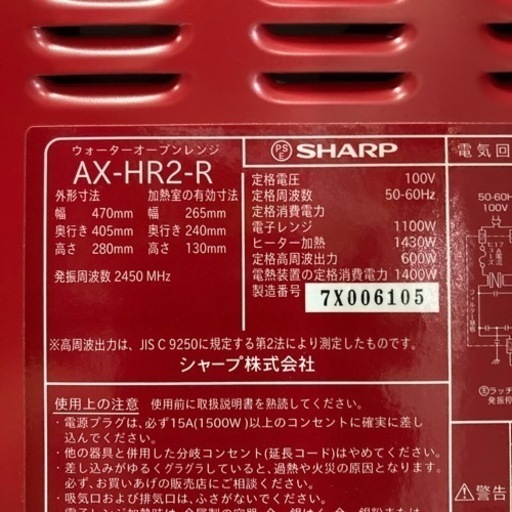 ウォーターオーブンレンジ
AX-HR2-R
外形寸法 加熱室の有効寸法
幅 470mm 幅 265mm
奥行き 405mm 奥行き 240mm
高さ 280mm 高さ 130mm
発振周波数 2450 MHz
PSE SHARP
定格電圧 100V
定格周波数 50-60Hz
定格消費電力
電子レンジ 1100W
ヒーター加熱 1430W
定格高周波出力 600W
電熱装置の定格消費電力 1400W
製造番号 7X006105
※高周波出力は、JIS C 9250に規定する第2法により測定したものです。
シャープ株式会社
電気回
50-60H
100V
使用上の注意 使用前に取扱説明書を熟読してください。
・電源プラグは、必ず15A(1500W)以上のコンセントに確実に差し
込んでください。
・他の器具と併用した分岐コンセント(延長コード)はやめてください。
・差し込みがゆるくグラグラしていると、過熱や火災の原因となります。
必ず、お買いあげの販売店にご相談ください。
・吸気口および排気口は、ふさがないでください。
①ラッチ
発振停
警告